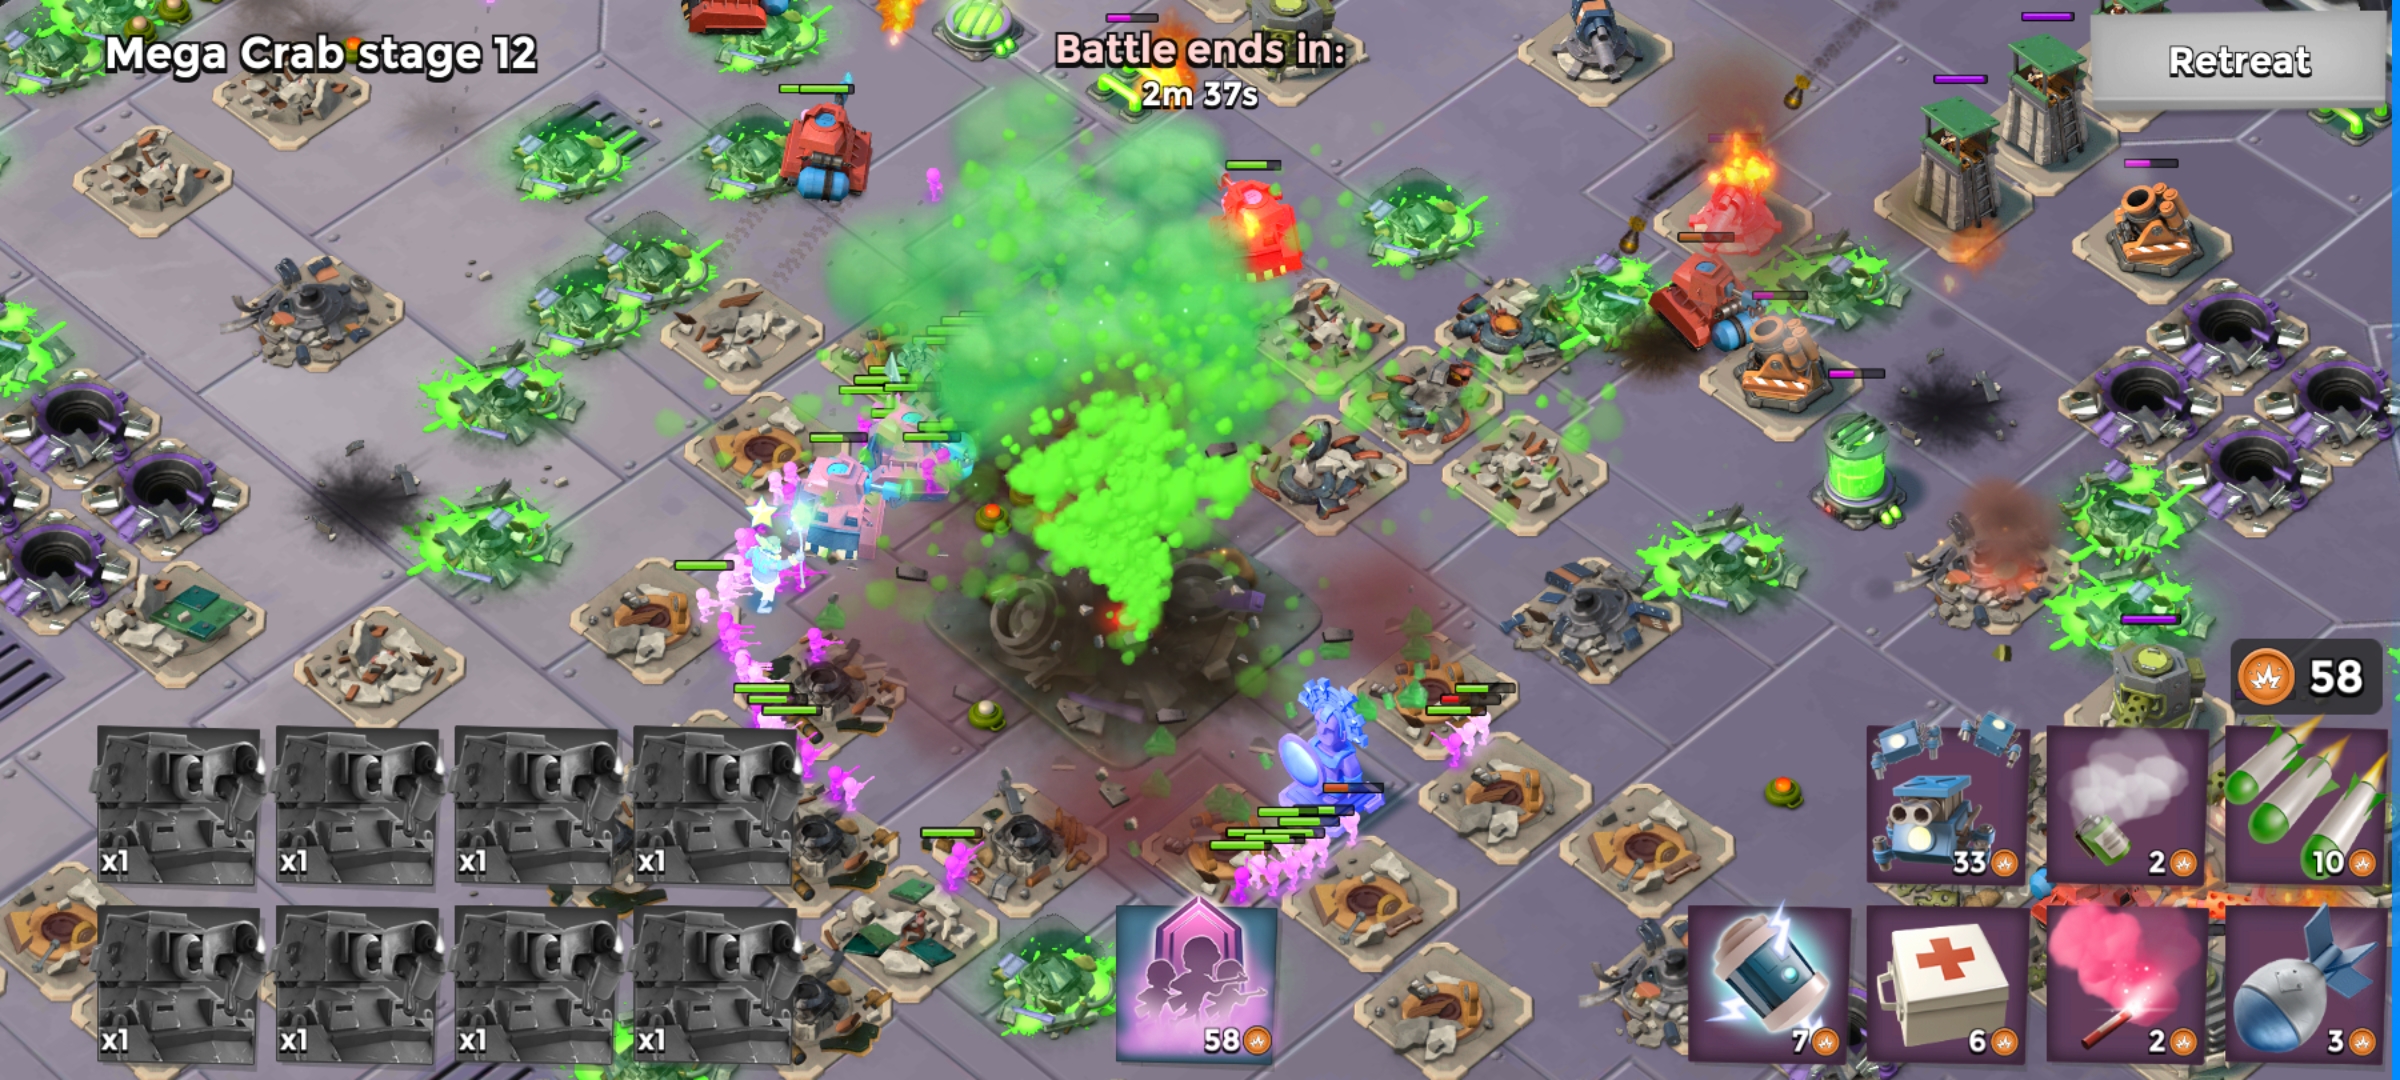 Mega Crab stage 12
Battle ends in:
2m 37s
Retreat
58
x1
x1
x1
x1
33
2
10
x1
x1
x1
x1
58
7
6
2
3